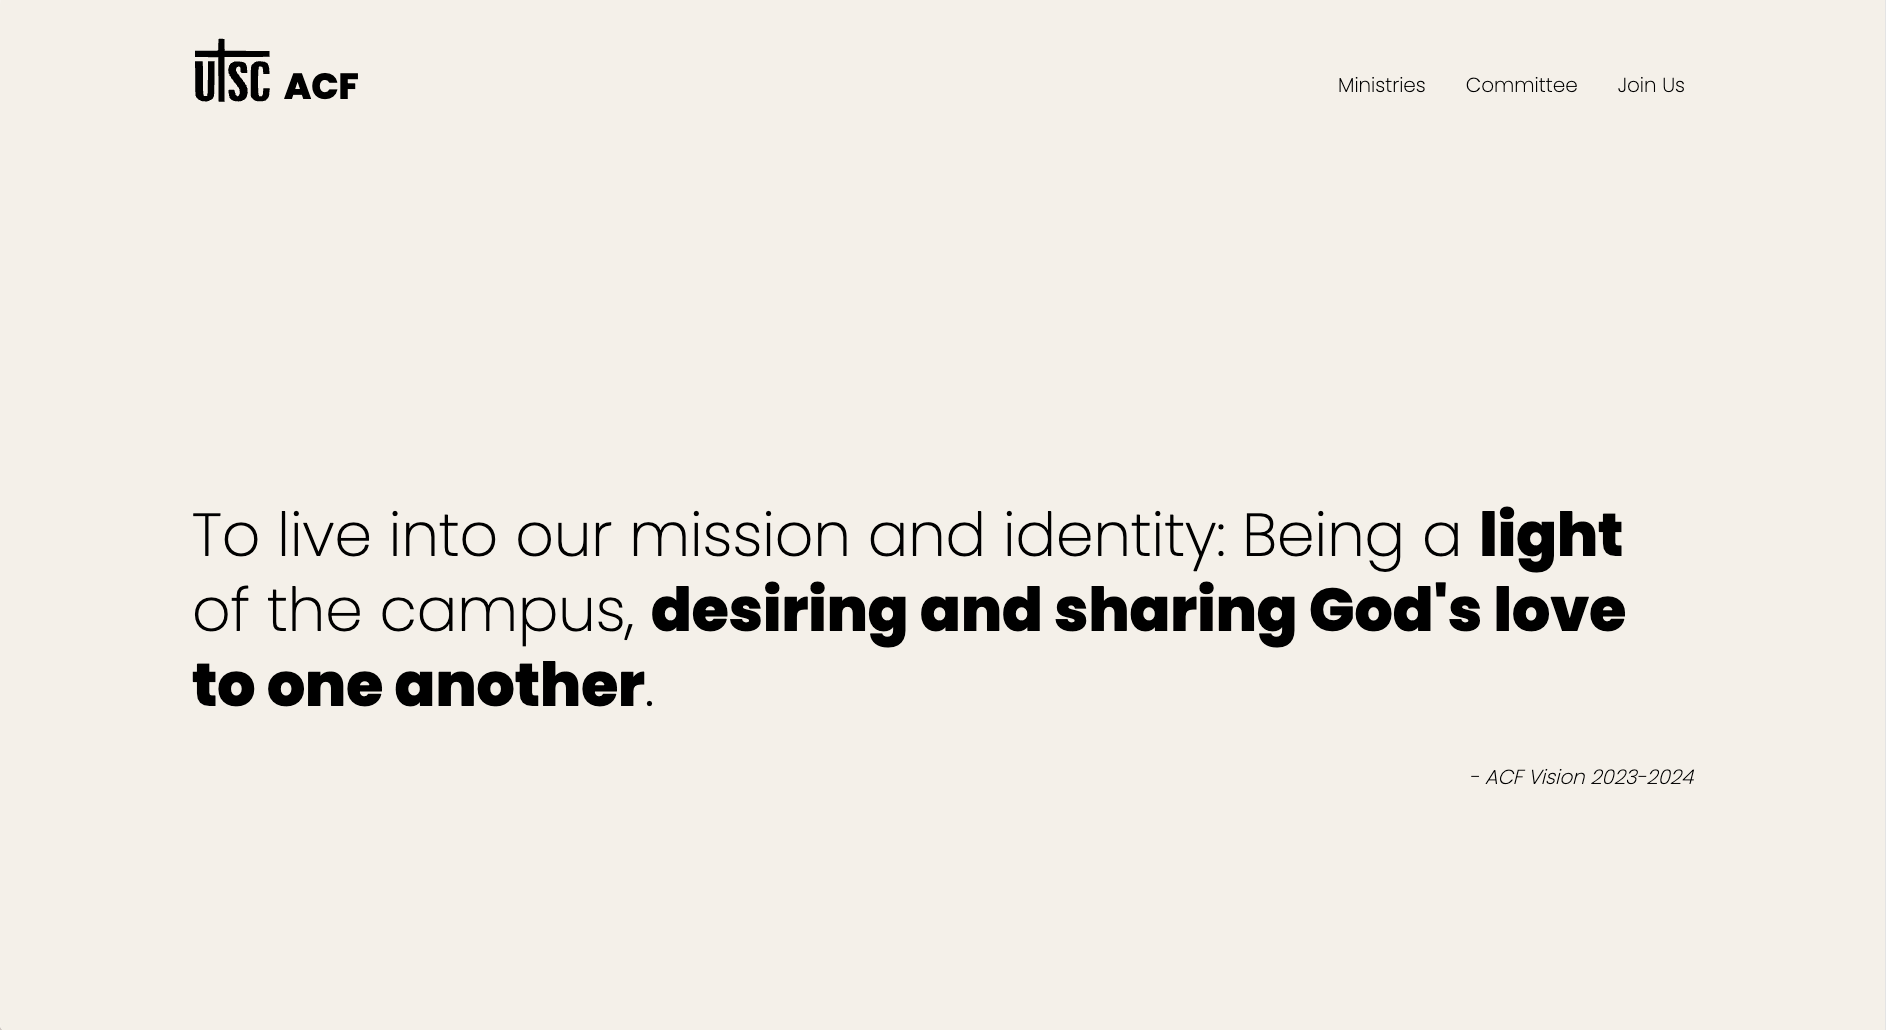 UTSC ACF
Ministries Committee Join Us
To live into our mission and identity: Being a light
of the campus, desiring and sharing God's love
to one another.
- ACF Vision 2023-2024